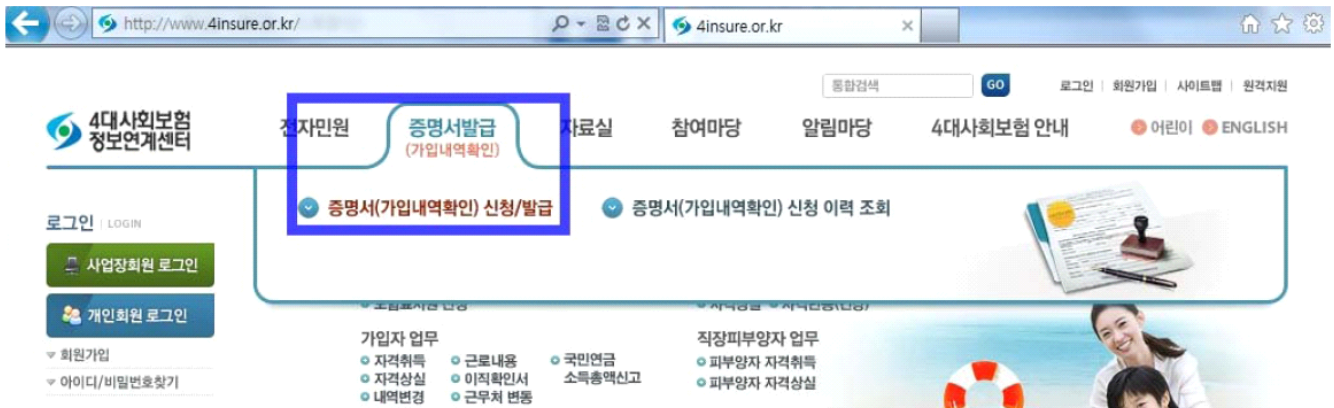 http://www.4insure.or.kr/
4insure.or.kr
통합검색 GO 로그인 회원가입 사이트맵 원격지원
4대사회보험
정보연계센터
전자민원 증명서발급 자료실 참여마당 알림마당 4대사회보험 안내 어린이 ENGLISH
(가입내역확인)
증명서(가입내역확인) 신청/발급 증명서(가입내역확인) 신청 이력 조회
로그인 LOGIN
사업장회원 로그인
개인회원 로그인
회원가입
아이디/비밀번호찾기
가입자 업무
자격취득 근로내용 국민연금
자격상실 이직확인서 소득총액신고
내역변경 근무처 변동
직장피부양자 업무
피부양자 자격취득
피부양자 자격상실